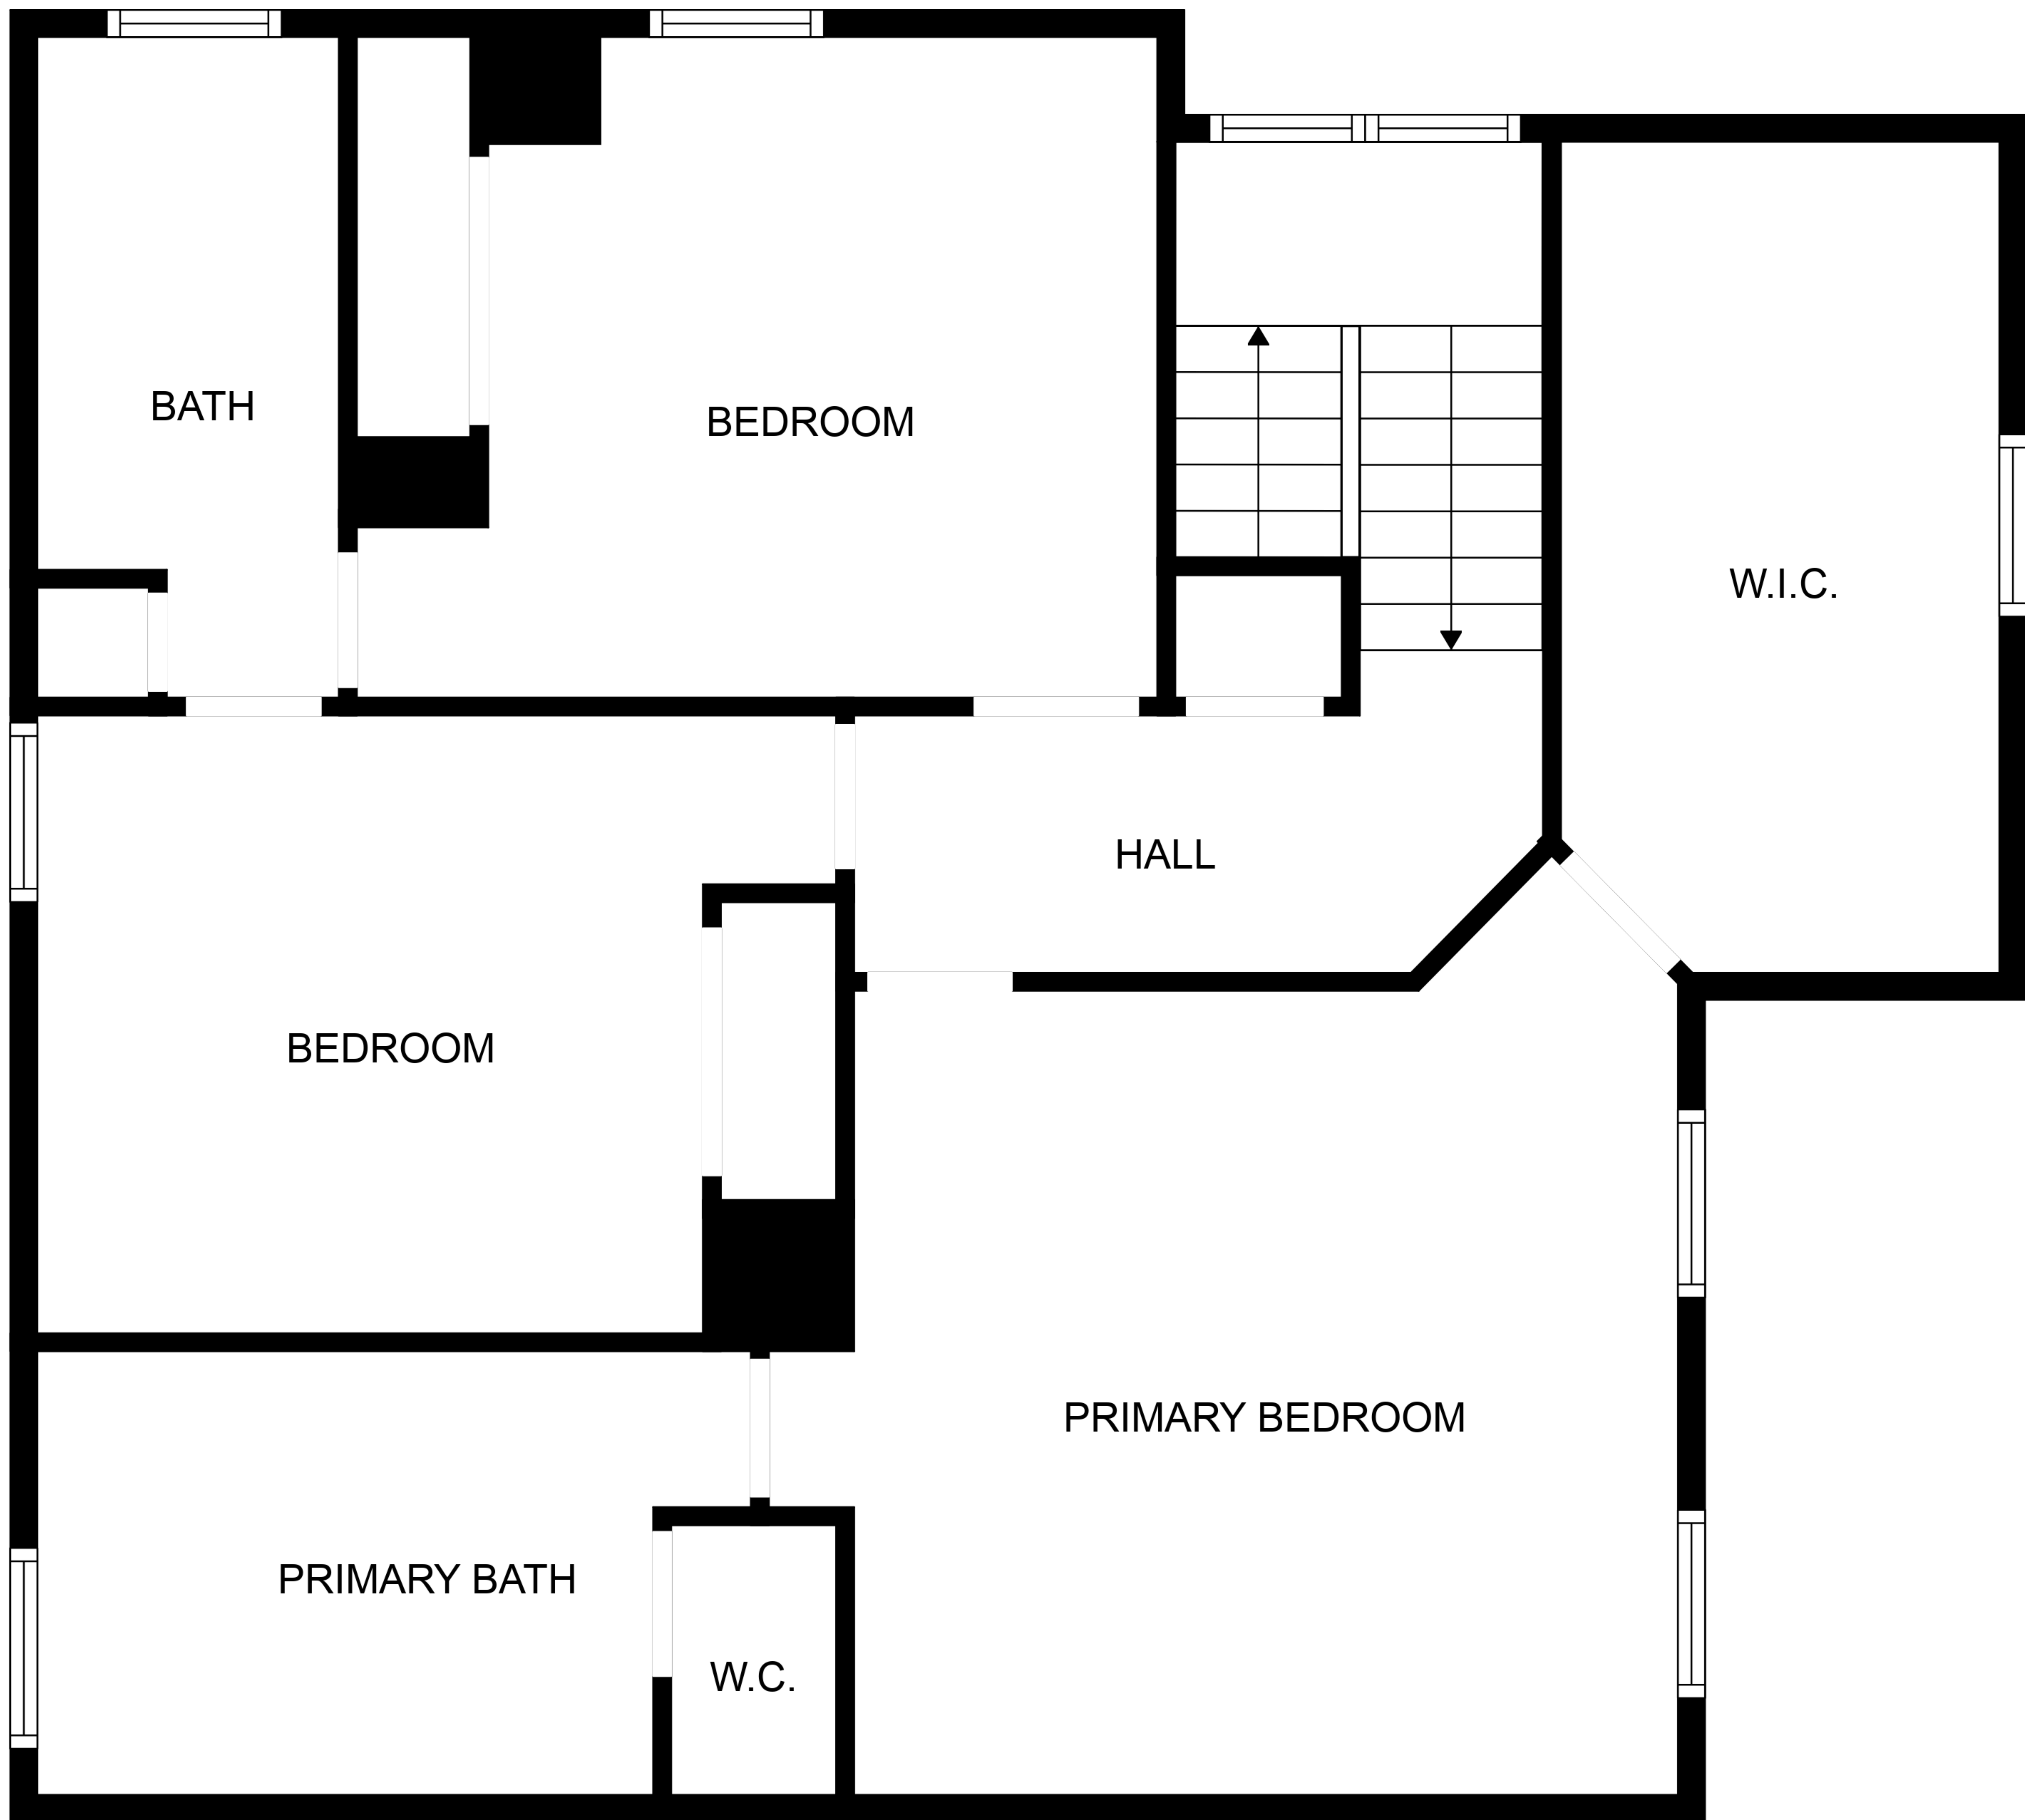 BATH
BEDROOM
W.I.C.
HALL
BEDROOM
PRIMARY BEDROOM
PRIMARY BATH
W.C.